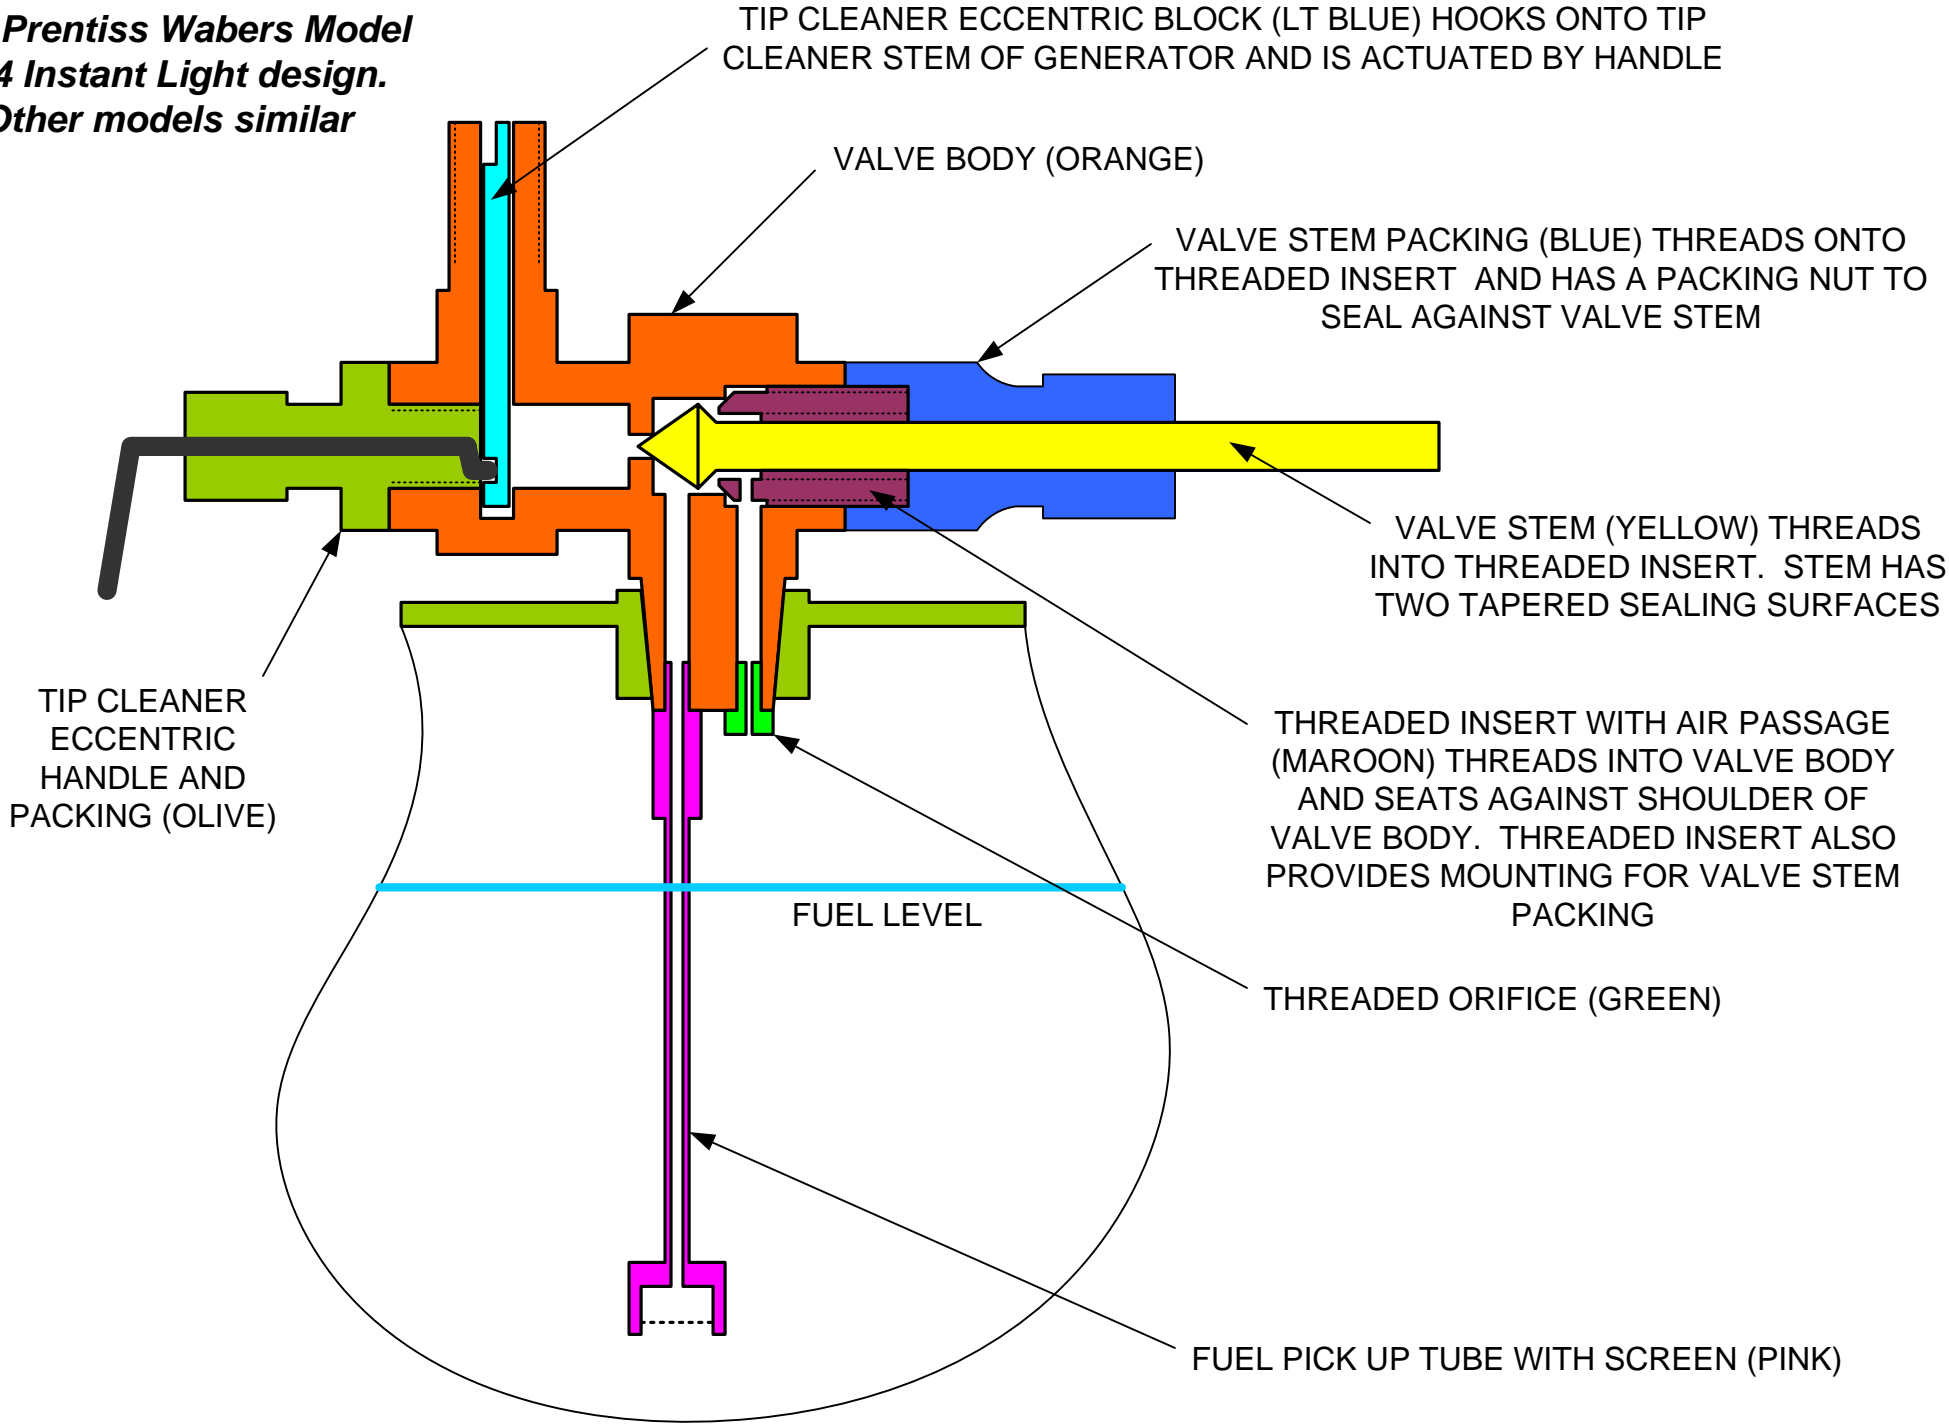 Prentiss Wabers Model
4 Instant Light design.
Other models similar
TIP CLEANER ECCENTRIC BLOCK (LT BLUE) HOOKS ONTO TIP
CLEANER STEM OF GENERATOR AND IS ACTUATED BY HANDLE
VALVE BODY (ORANGE)
VALVE STEM PACKING (BLUE) THREADS ONTO
THREADED INSERT AND HAS A PACKING NUT TO
SEAL AGAINST VALVE STEM
VALVE STEM (YELLOW) THREADS
INTO THREADED INSERT. STEM HAS
TWO TAPERED SEALING SURFACES
TIP CLEANER
ECCENTRIC
HANDLE AND
PACKING (OLIVE)
THREADED INSERT WITH AIR PASSAGE
(MAROON) THREADS INTO VALVE BODY
AND SEATS AGAINST SHOULDER OF
VALVE BODY. THREADED INSERT ALSO
PROVIDES MOUNTING FOR VALVE STEM
PACKING
FUEL LEVEL
THREADED ORIFICE (GREEN)
FUEL PICK UP TUBE WITH SCREEN (PINK)